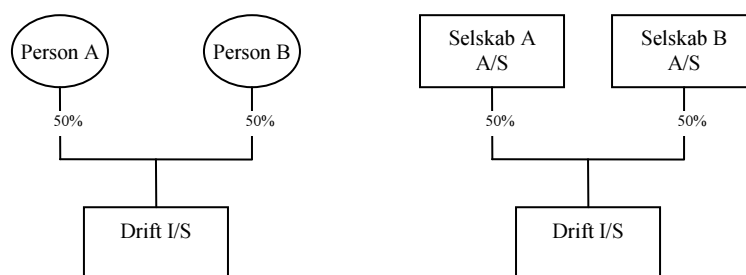 Person A
Person B
50%
50%
Drift I/S
Selskab A
A/S
Selskab B
A/S
50%
50%
Drift I/S